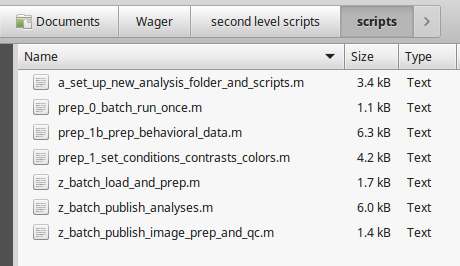 Documents Wager second level scripts scripts
Name Size Type
a_set_up_new_analysis_folder_and_scripts.m 3.4 kB Text
prep_0_batch_run_once.m 1.1 kB Text
prep_1b_prep_behavioral_data.m 6.3 kB Text
prep_1_set_conditions_contrasts_colors.m 4.2 kB Text
z_batch_load_and_prep.m 1.7 kB Text
z_batch_publish_analyses.m 6.0 kB Text
z_batch_publish_image_prep_and_qc.m 1.4 kB Text